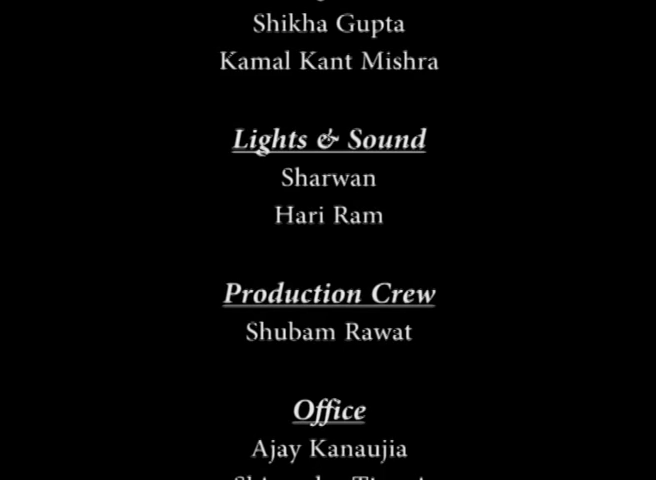 Shikha Gupta
Kamal Kant Mishra
Lights & Sound
Sharwan
Hari Ram
Production Crew
Shubam Rawat
Office
Ajay Kanaujia